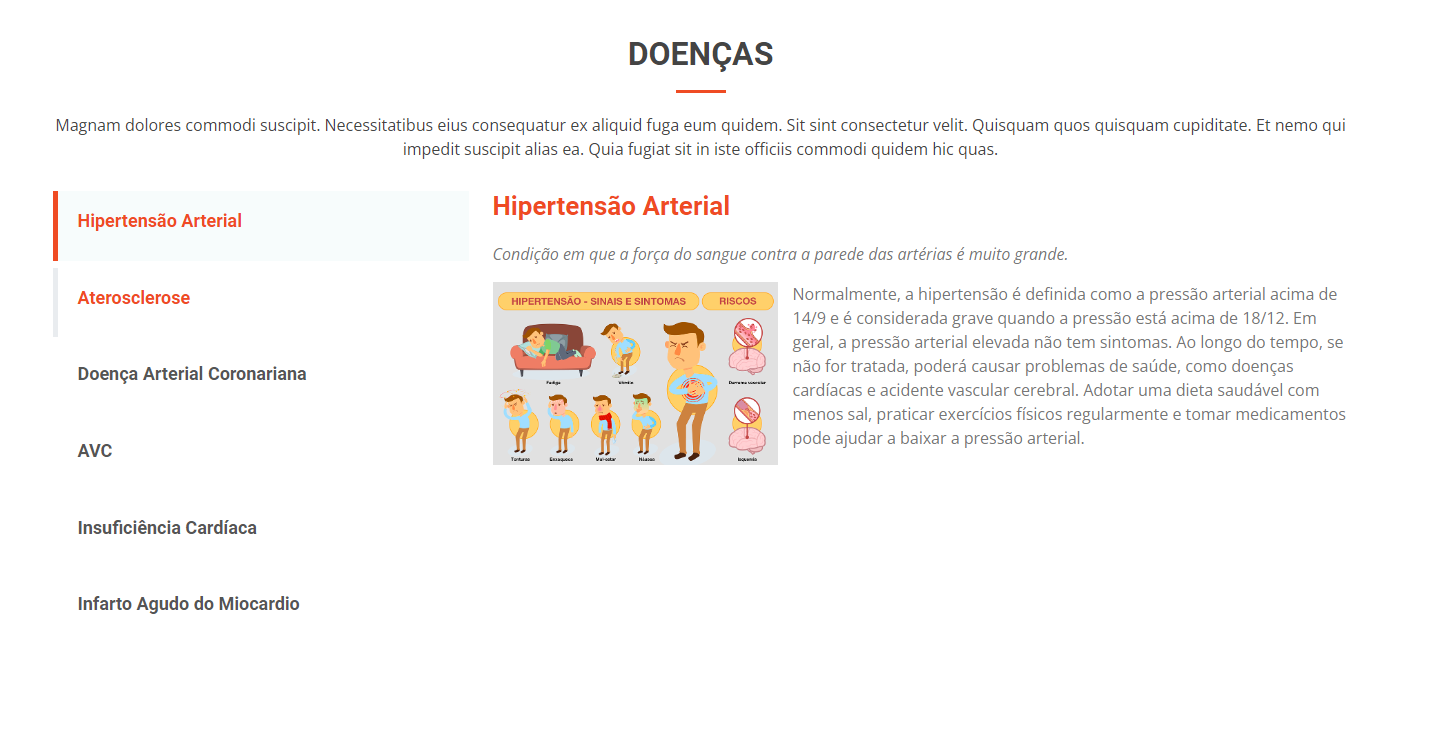 DOENÇAS
Magnam dolores commodi suscipit. Necessitatibus eius consequatur ex aliquid fuga eum quidem. Sit sint consectetur velit. Quisquam quos quisquam cupiditate. Et nemo qui
impedit suscipit alias ea. Quia fugiat sit in iste officiis commodi quidem hic quas.
Hipertensão Arterial
Aterosclerose
Doença Arterial Coronariana
AVC
Insuficiência Cardíaca
Infarto Agudo do Miocardio
Hipertensão Arterial
Condição em que a força do sangue contra a parede das artérias é muito grande.
HIPERTENSÃO - SINAIS E SINTOMAS
RISCOS
Fadiga
Vômito
Derrame vascular
Tonturas
Enxaqueca
Mal-estar
Náusea
Isquemia
Normalmente, a hipertensão é definida como a pressão arterial acima de
14/9 e é considerada grave quando a pressão está acima de 18/12. Em
geral, a pressão arterial elevada não tem sintomas. Ao longo do tempo, se
não for tratada, poderá causar problemas de saúde, como doenças
cardíacas e acidente vascular cerebral. Adotar uma dieta saudável com
menos sal, praticar exercícios físicos regularmente e tomar medicamentos
pode ajudar a baixar a pressão arterial.